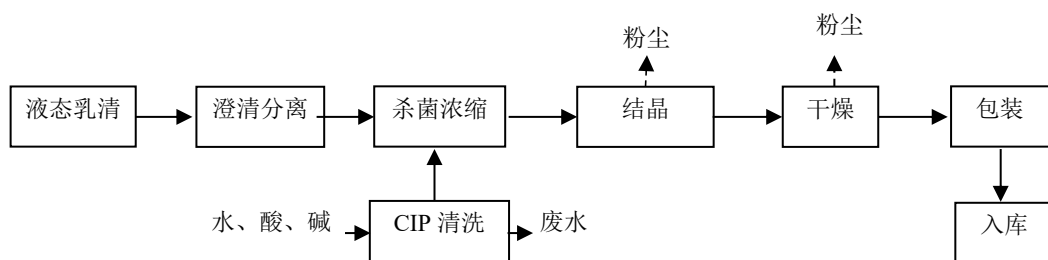 粉尘
粉尘
液态乳清
澄清分离
杀菌浓缩
结晶
干燥
包装
水、酸、碱
CIP 清洗
废水
入库